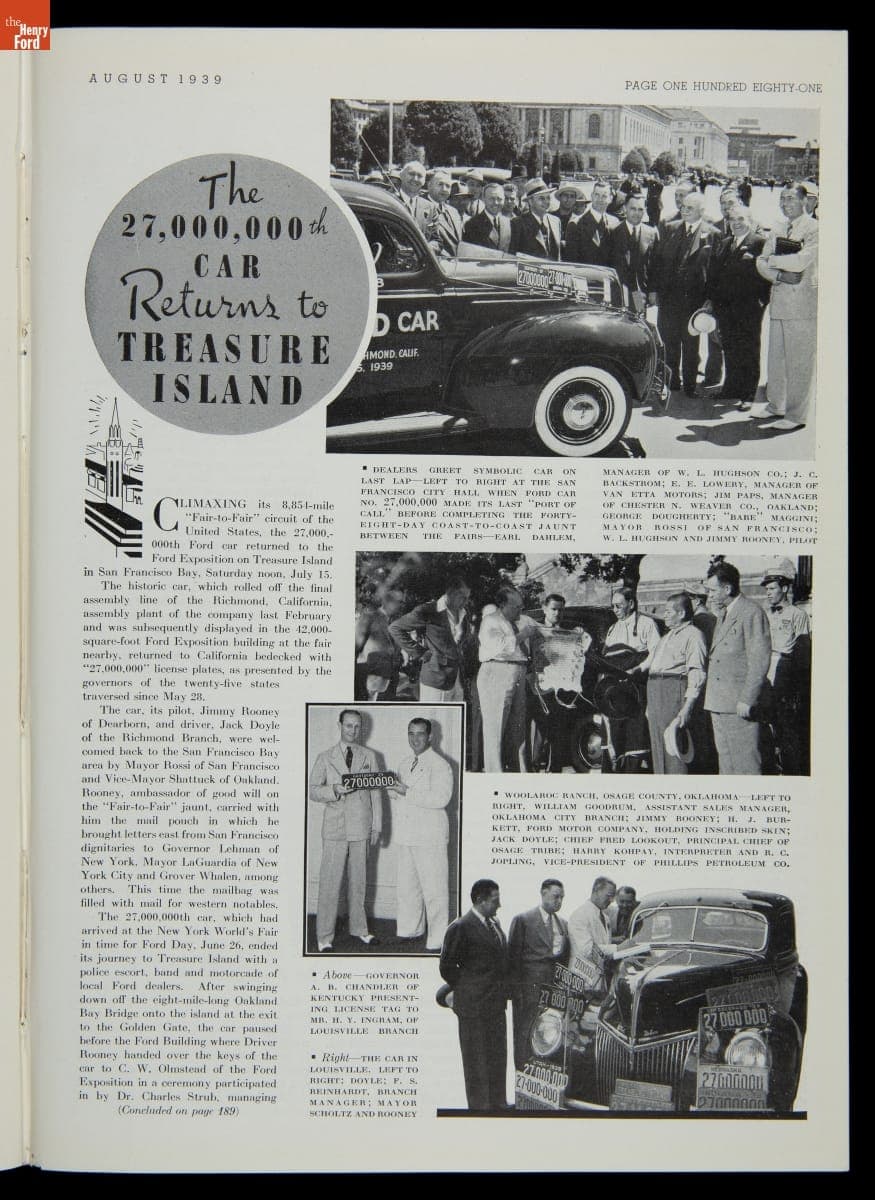 the
Henry
Ford
AUGUST 1939
PAGE ONE HUNDRED EIGHTY-ONE
The
27,000,000th
CAR
Returns to
TREASURE
ISLAND
27000000
D CAR
HMOND, CALIF.
5, 1939
▪ DEALERS GREET SYMBOLIC CAR ON
LAST LAP—LEFT TO RIGHT AT THE SAN
FRANCISCO CITY HALL WHEN FORD CAR
NO. 27,000,000 MADE ITS LAST "PORT OF
CALL" BEFORE COMPLETING THE FORTY-
EIGHT-DAY COAST-TO-COAST JAUNT
BETWEEN THE FAIRS—EARL DAHLEM,
MANAGER OF W. L. HUGHSON CO.; J. C.
BACKSTROM; E. E. LOWERY, MANAGER OF
VAN ETTA MOTORS; JIM PAPS, MANAGER
OF CHESTER N. WEAVER CO., OAKLAND;
GEORGE DOUGHERTY; "BABE" MAGGINI;
MAYOR ROSSI OF SAN FRANCISCO;
W. L. HUGHSON AND JIMMY ROONEY, PILOT
CLIMAXING its 8,854-mile
"Fair-to-Fair" circuit of the
United States, the 27,000,-
000th Ford car returned to the
Ford Exposition on Treasure Island
in San Francisco Bay, Saturday noon, July 15.
The historic car, which rolled off the final
assembly line of the Richmond, California,
assembly plant of the company last February
and was subsequently displayed in the 42,000-
square-foot Ford Exposition building at the fair
nearby, returned to California bedecked with
"27,000,000" license plates, as presented by the
governors of the twenty-five states
traversed since May 28.
The car, its pilot, Jimmy Rooney
of Dearborn, and driver, Jack Doyle
of the Richmond Branch, were wel-
comed back to the San Francisco Bay
area by Mayor Rossi of San Francisco
and Vice-Mayor Shattuck of Oakland.
Rooney, ambassador of good will on
the "Fair-to-Fair" jaunt, carried with
him the mail pouch in which he
brought letters east from San Francisco
dignitaries to Governor Lehman of
New York, Mayor LaGuardia of New
York City and Grover Whalen, among
others. This time the mailbag was
filled with mail for western notables.
The 27,000,000th car, which had
arrived at the New York World's Fair
in time for Ford Day, June 26, ended
its journey to Treasure Island with a
police escort, band and motorcade of
local Ford dealers. After swinging
down off the eight-mile-long Oakland
Bay Bridge onto the island at the exit
to the Golden Gate, the car paused
before the Ford Building where Driver
Rooney handed over the keys of the
car to C. W. Olmstead of the Ford
Exposition in a ceremony participated
in by Dr. Charles Strub, managing
(Concluded on page 189)
27000000
▪ WOOLAROC RANCH, OSAGE COUNTY, OKLAHOMA—LEFT TO
RIGHT, WILLIAM GOODRUM, ASSISTANT SALES MANAGER,
OKLAHOMA CITY BRANCH; JIMMY ROONEY; H. J. BUR-
KETT, FORD MOTOR COMPANY, HOLDING INSCRIBED SKIN;
JACK DOYLE; CHIEF FRED LOOKOUT, PRINCIPAL CHIEF OF
OSAGE TRIBE; HARRY KOHPAY, INTERPRETER AND R. C.
JOPLING, VICE-PRESIDENT OF PHILLIPS PETROLEUM CO.
▪ Above—GOVERNOR
A. B. CHANDLER OF
KENTUCKY PRESENT-
ING LICENSE TAG TO
MR. H. Y. INGRAM, OF
LOUISVILLE BRANCH
▪ Right—THE CAR IN
LOUISVILLE. LEFT TO
RIGHT: DOYLE; F. S.
REINHARDT, BRANCH
MANAGER; MAYOR
SCHOLTZ AND ROONEY
27 000 000
27 000 000
27 000 000
27,000,000
27-000-000
27000000
27000000